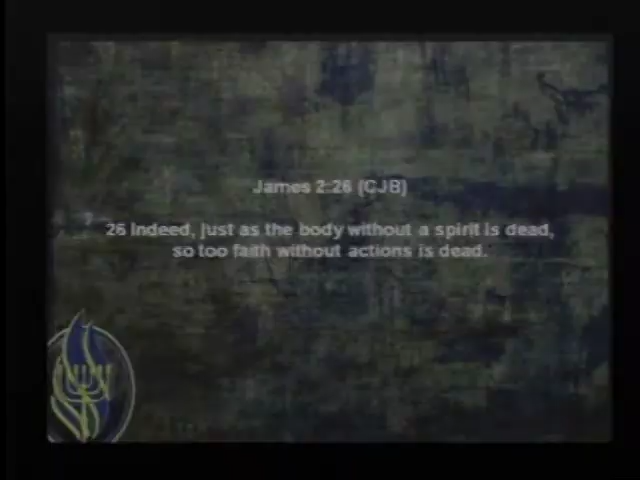 James 2:26 (CJB)
26 Indeed, just as the body without a spirit is dead,
so too faith without actions is dead.